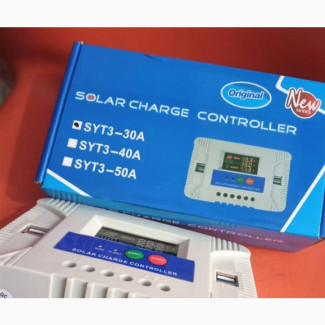 Original
New
SOLAR CHARGE CONTROLLER
SYT3-30A
SYT3-40A
SYT3-50A
SOLAR CHARGE CONTROLLER